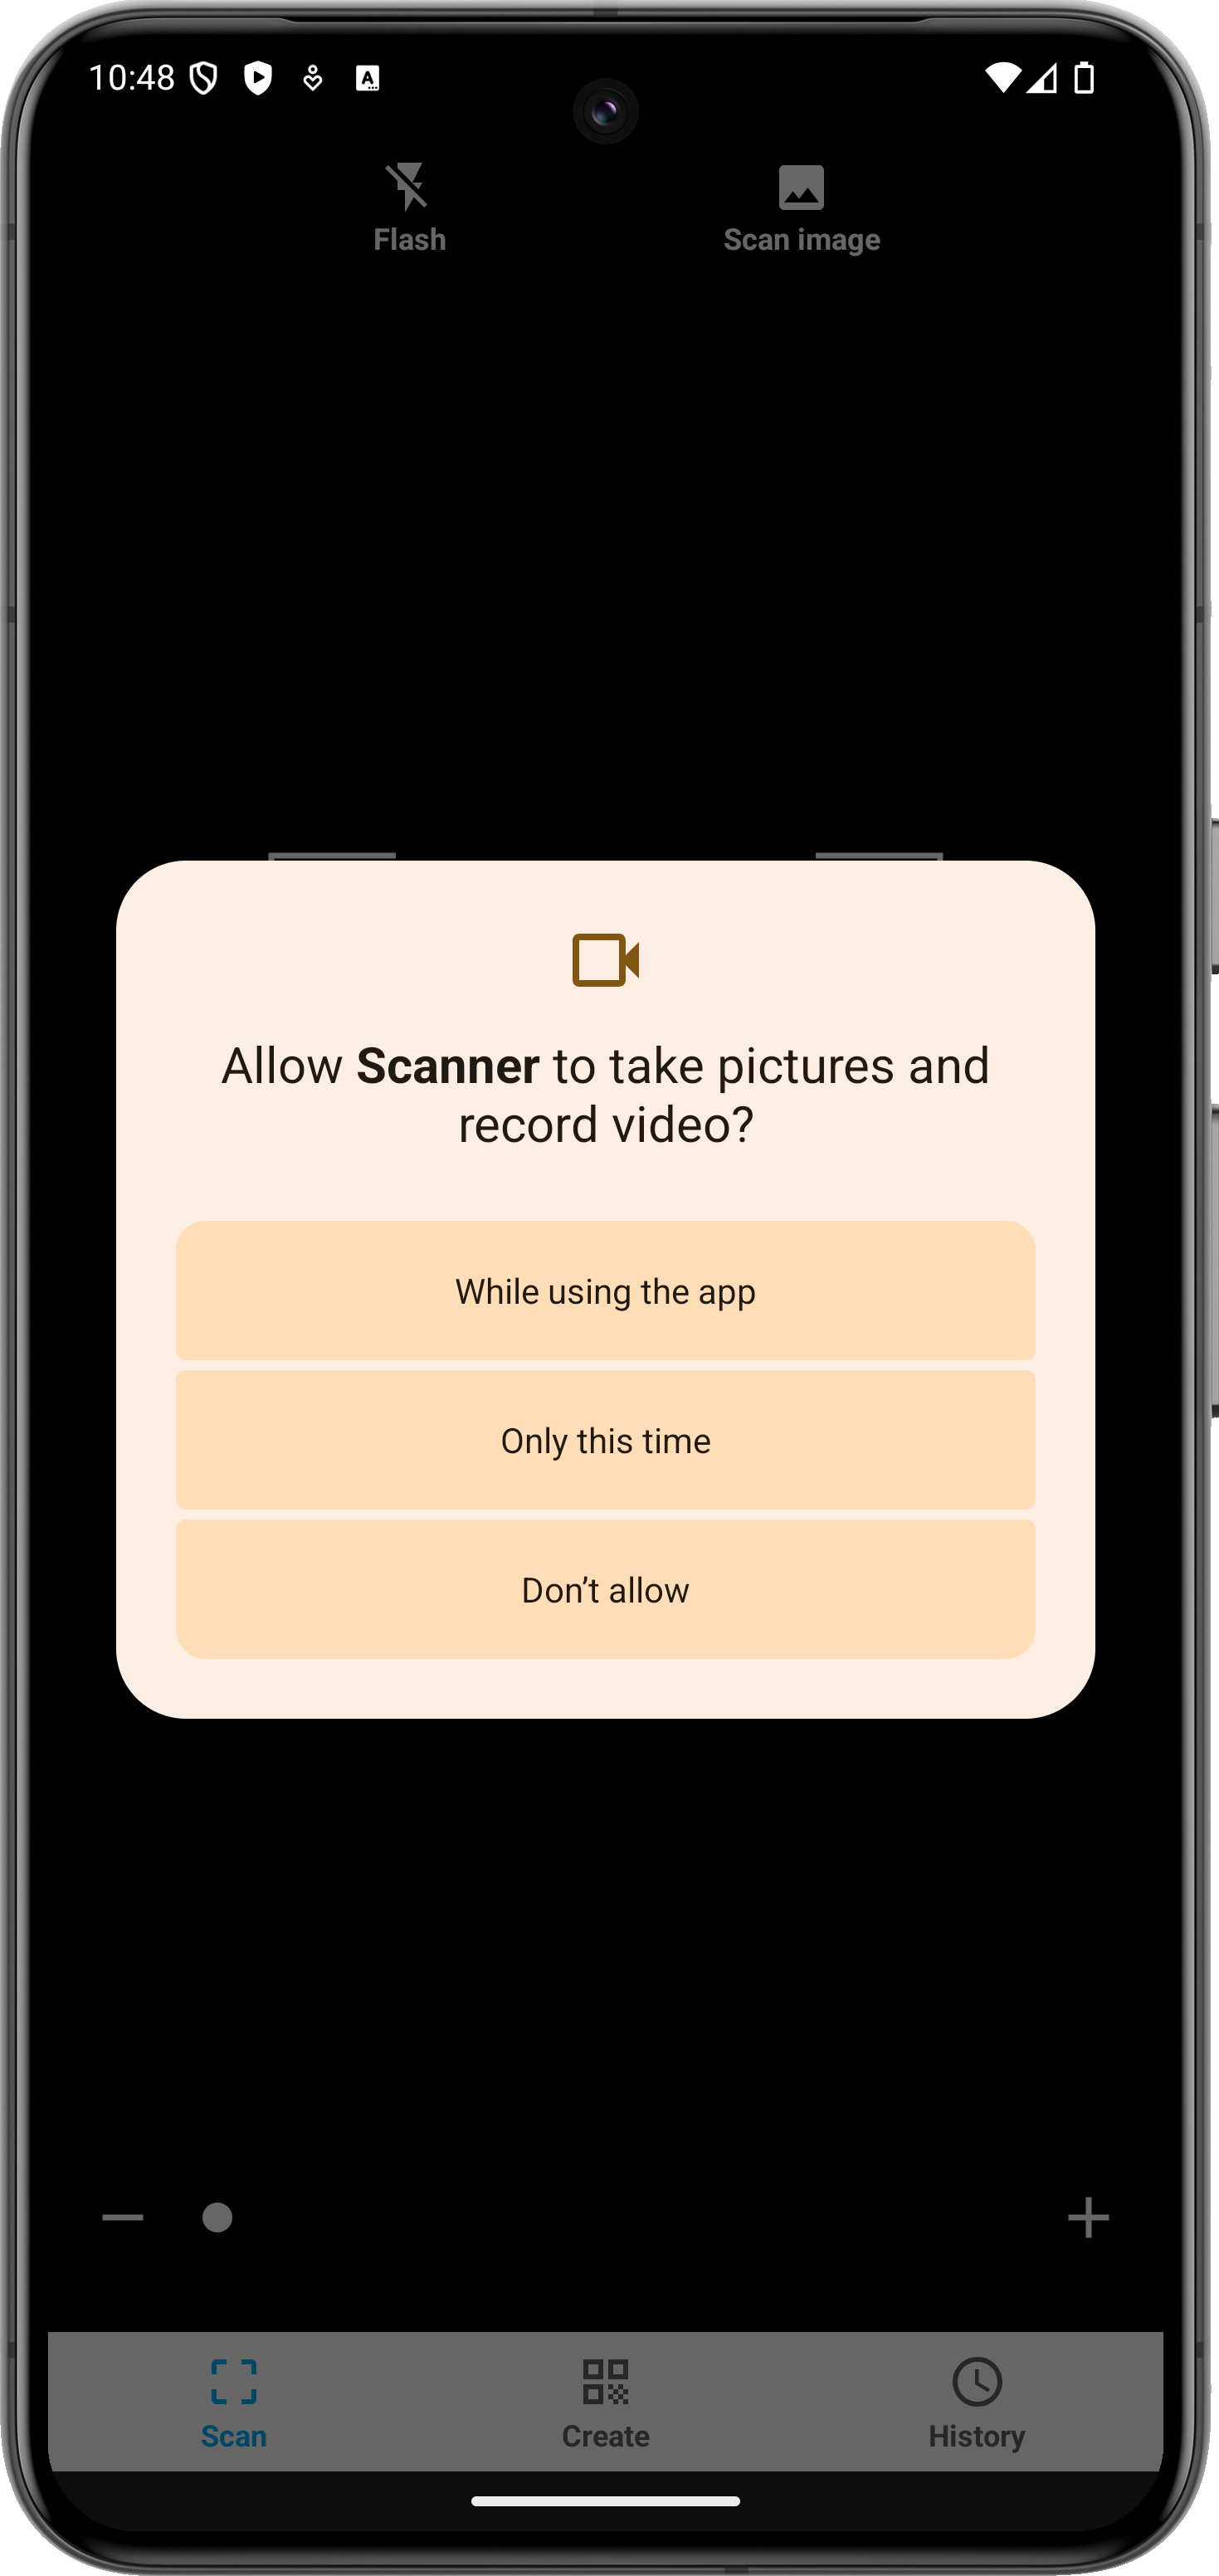 10:48
Flash
Scan image
Allow Scanner to take pictures and
record video?
While using the app
Only this time
Don’t allow
Scan
Create
History